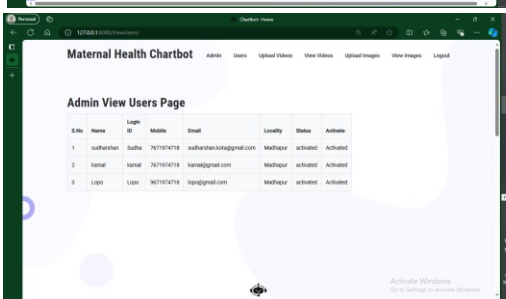 Personal
Chatbot Home
127.0.0.1:8000/ViewUsers/
Maternal Health Chartbot Admin Users Upload Videos View Videos Upload Images View Images Logout
Admin View Users Page
S.No Name Login ID Mobile Email Locality Status Activate
1 sudharshan Sudha 7671974718 sudharshan.kota@gmail.com Madhapur activated Activated
2 kamal kamal 7671974718 kamal@gmail.com Madhapur activated Activated
3 Lopo Lopo 9671974718 lopo@gmail.com Madhapur activated Activated
Activate Windows
Go to Settings to activate Windows.